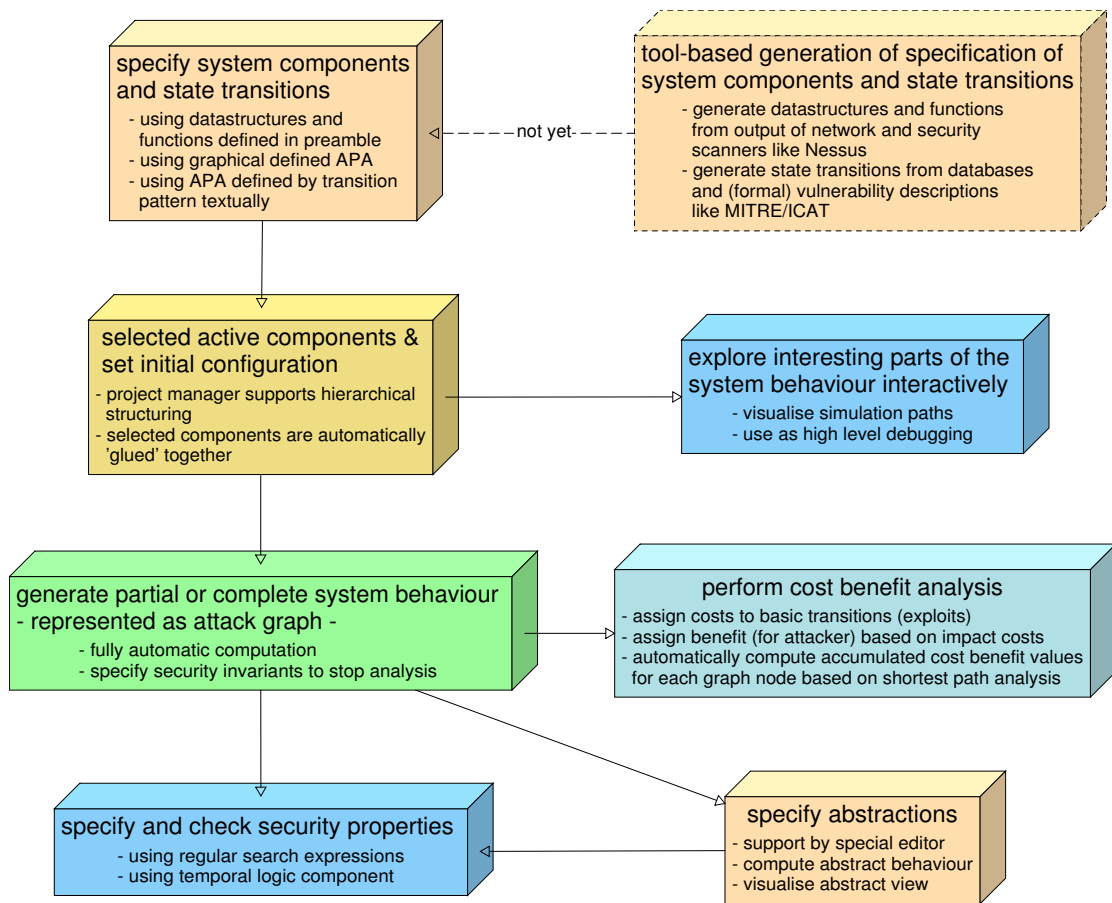 specify system components
and state transitions
- using datastructures and
functions defined in preamble
- using graphical defined APA
- using APA defined by transition
pattern textually
not yet
tool-based generation of specification of
system components and state transitions
- generate datastructures and functions
from output of network and security
scanners like Nessus
- generate state transitions from databases
and (formal) vulnerability descriptions
like MITRE/ICAT
selected active components &
set initial configuration
- project manager supports hierarchical
structuring
- selected components are automatically
'glued' together
explore interesting parts of the
system behaviour interactively
- visualise simulation paths
- use as high level debugging
generate partial or complete system behaviour
- represented as attack graph -
- fully automatic computation
- specify security invariants to stop analysis
perform cost benefit analysis
- assign costs to basic transitions (exploits)
- assign benefit (for attacker) based on impact costs
- automatically compute accumulated cost benefit values
for each graph node based on shortest path analysis
specify and check security properties
- using regular search expressions
- using temporal logic component
specify abstractions
- support by special editor
- compute abstract behaviour
- visualise abstract view